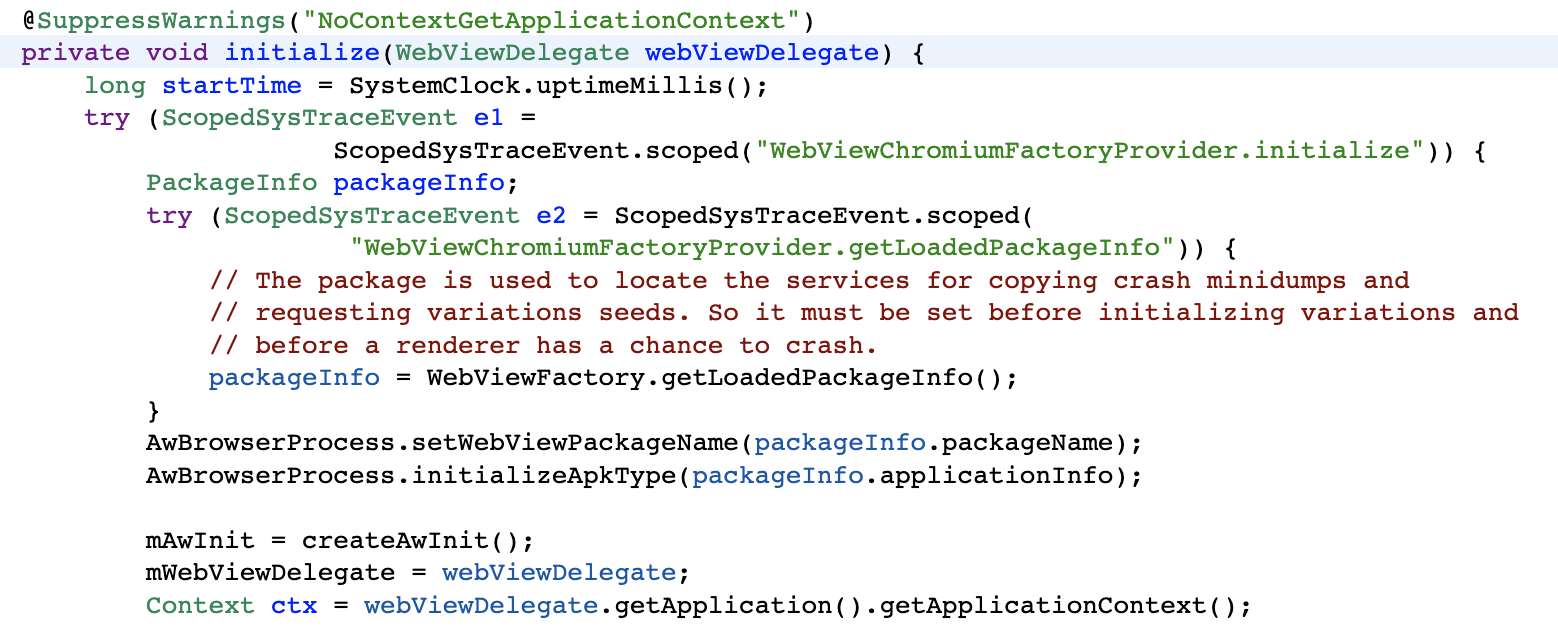 @SuppressWarnings("NoContextGetApplicationContext")
private void initialize(WebViewDelegate webViewDelegate) {
    long startTime = SystemClock.uptimeMillis();
    try (ScopedSysTraceEvent e1 =
                    ScopedSysTraceEvent.scoped("WebViewChromiumFactoryProvider.initialize")) {
        PackageInfo packageInfo;
        try (ScopedSysTraceEvent e2 = ScopedSysTraceEvent.scoped(
                     "WebViewChromiumFactoryProvider.getLoadedPackageInfo")) {
            // The package is used to locate the services for copying crash minidumps and
            // requesting variations seeds. So it must be set before initializing variations and
            // before a renderer has a chance to crash.
            packageInfo = WebViewFactory.getLoadedPackageInfo();
        }
        AwBrowserProcess.setWebViewPackageName(packageInfo.packageName);
        AwBrowserProcess.initializeApkType(packageInfo.applicationInfo);

        mAwInit = createAwInit();
        mWebViewDelegate = webViewDelegate;
        Context ctx = webViewDelegate.getApplication().getApplicationContext();